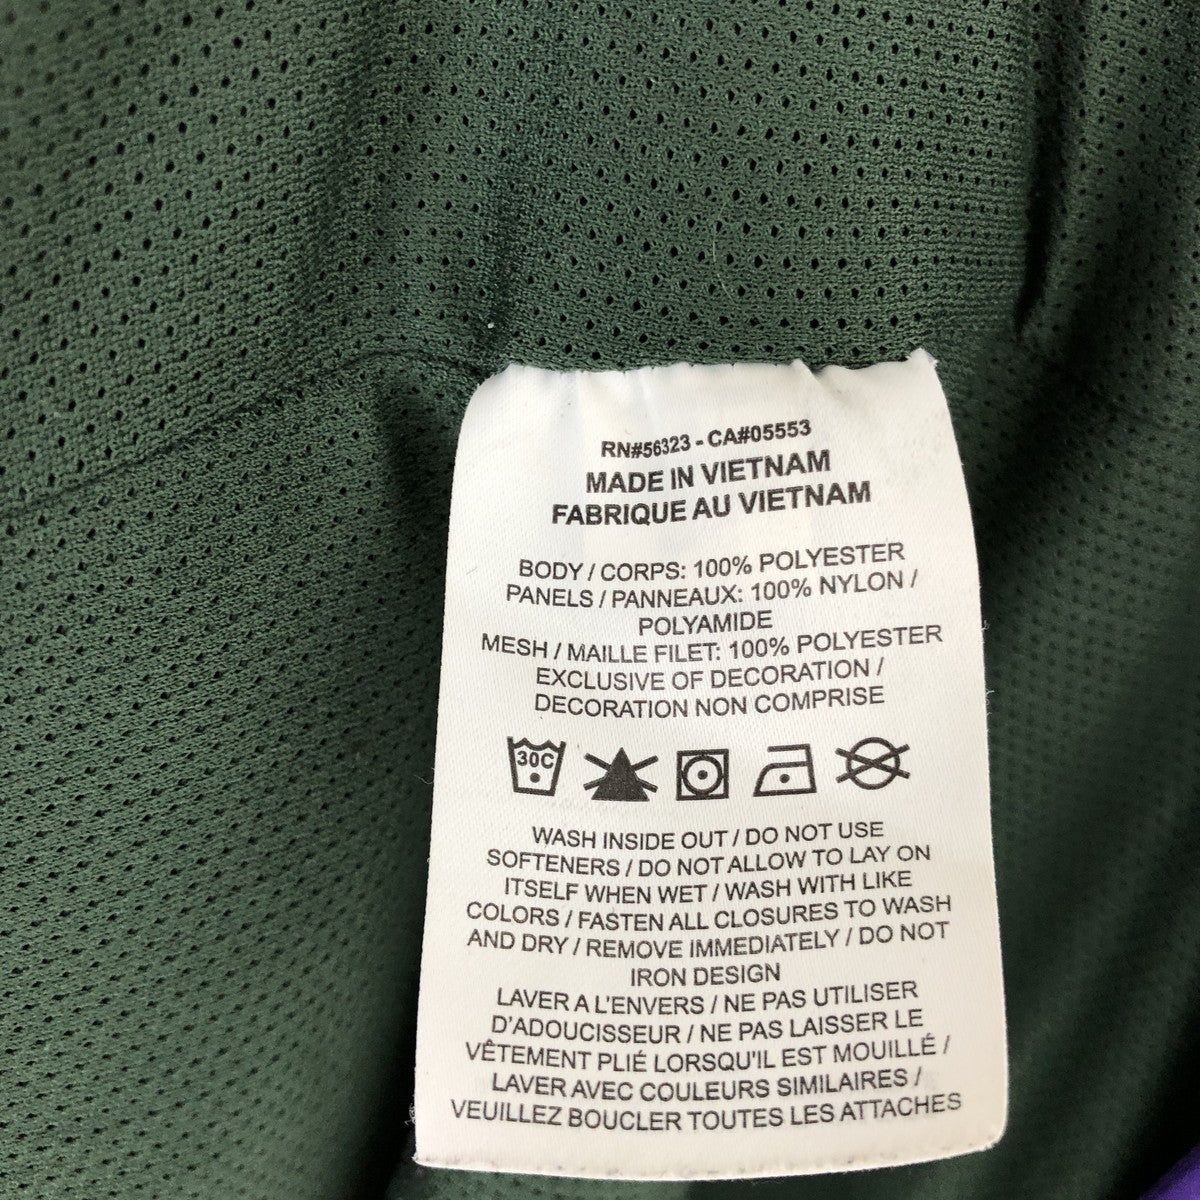 RN#56323 - CA#05553
MADE IN VIETNAM
FABRIQUE AU VIETNAM
BODY / CORPS: 100% POLYESTER
PANELS / PANNEAUX: 100% NYLON /
POLYAMIDE
MESH / MAILLE FILET: 100% POLYESTER
EXCLUSIVE OF DECORATION /
DECORATION NON COMPRISE
30C
WASH INSIDE OUT / DO NOT USE
SOFTENERS / DO NOT ALLOW TO LAY ON
ITSELF WHEN WET / WASH WITH LIKE
COLORS / FASTEN ALL CLOSURES TO WASH
AND DRY / REMOVE IMMEDIATELY / DO NOT
IRON DESIGN
LAVER A L'ENVERS / NE PAS UTILISER
D'ADOUCISSEUR / NE PAS LAISSER LE
VÊTEMENT PLIÉ LORSQU'IL EST MOUILLÉ /
LAVER AVEC COULEURS SIMILAIRES /
VEUILLEZ BOUCLER TOUTES LES ATTACHES